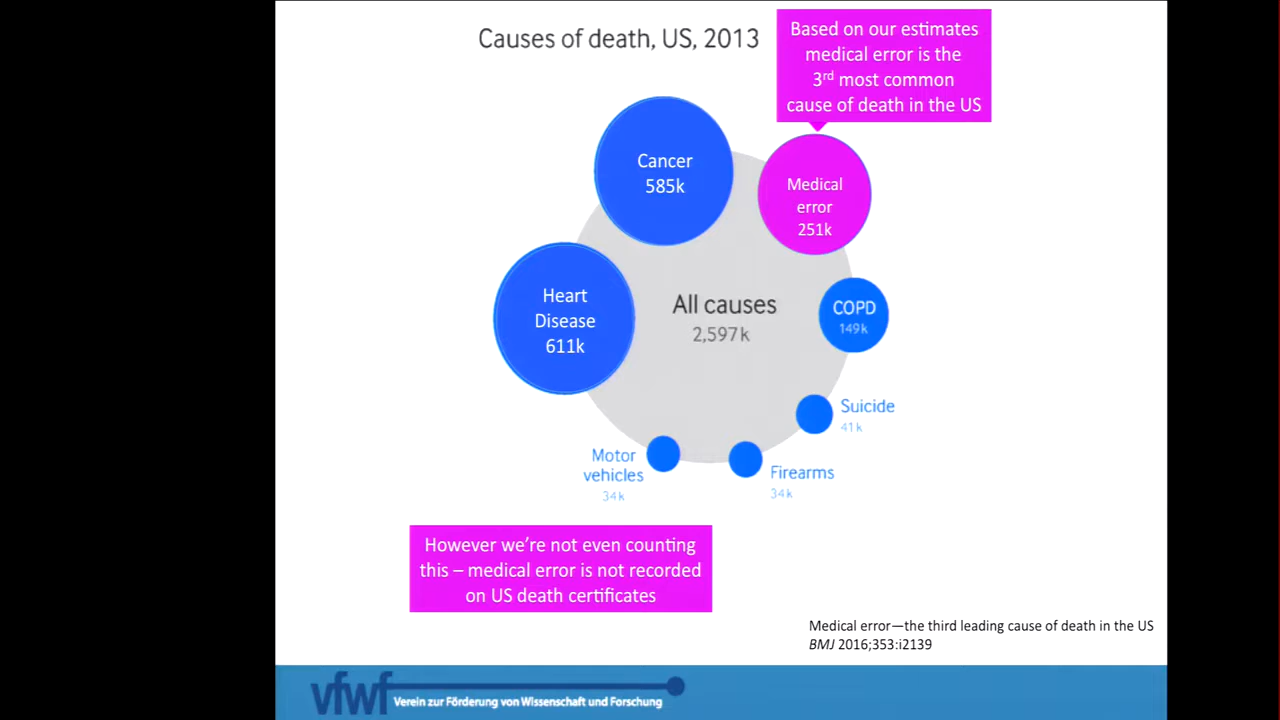 Causes of death, US, 2013
Based on our estimates
medical error is the
3rd most common
cause of death in the US
Cancer
585k
Medical
error
251k
Heart
Disease
611k
All causes
2,597k
COPD
149k
Suicide
41k
Motor
vehicles
34k
Firearms
34k
However we're not even counting
this – medical error is not recorded
on US death certificates
Medical error—the third leading cause of death in the US
BMJ 2016;353:i2139
vfwf Verein zur Förderung von Wissenschaft und Forschung